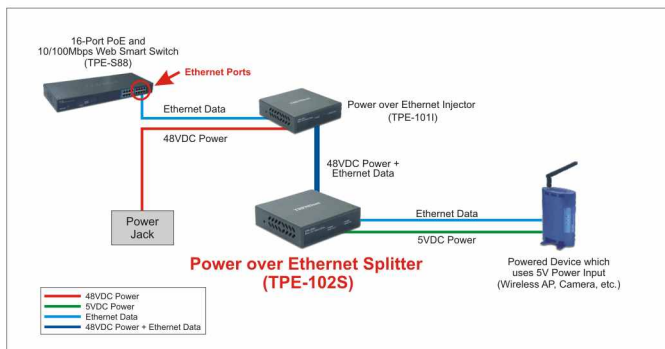 16-Port PoE and
10/100Mbps Web Smart Switch
(TPE-S88)
Ethernet Ports
Ethernet Data
48VDC Power
Power over Ethernet Injector
(TPE-101I)
48VDC Power +
Ethernet Data
Power
Jack
Ethernet Data
5VDC Power
Power over Ethernet Splitter
(TPE-102S)
Powered Device which
uses 5V Power Input
(Wireless AP, Camera, etc.)
48VDC Power
5VDC Power
Ethernet Data
48VDC Power + Ethernet Data